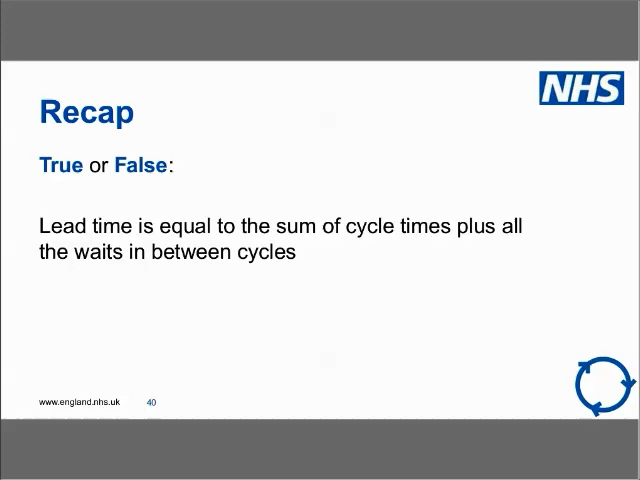 NHS
Recap
True or False:
Lead time is equal to the sum of cycle times plus all
the waits in between cycles
www.england.nhs.uk 40